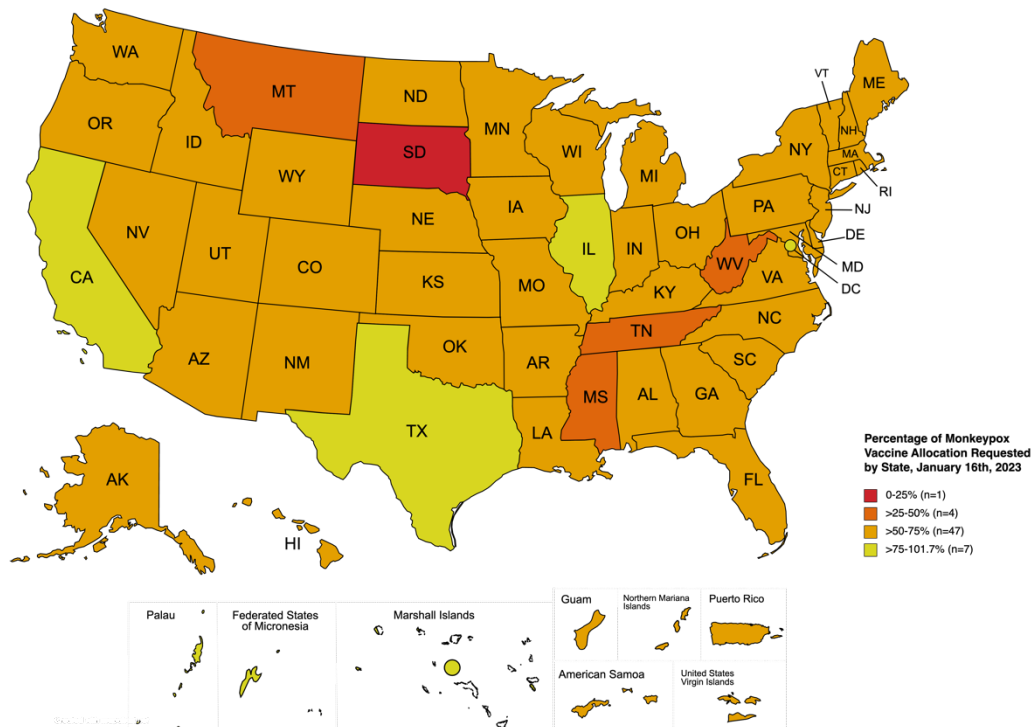 WA
MT
ND
MN
VT
ME
OR
ID
SD
WI
NH
NY
MA
WY
MI
CT
RI
IA
PA
NE
NJ
NV
OH
IL
IN
DE
UT
WV
CA
CO
MD
VA
KS
MO
KY
DC
NC
TN
OK
AZ
NM
AR
SC
MS
AL
GA
TX
LA
Percentage of Monkeypox
Vaccine Allocation Requested
by State, January 16th, 2023
AK
FL
0-25% (n=1)
>25-50% (n=4)
HI
>50-75% (n=47)
>75-101.7% (n=7)
Palau
Federated States
of Micronesia
Marshall Islands
Guam
Northern Mariana
Islands
Puerto Rico
American Samoa
United States
Virgin Islands